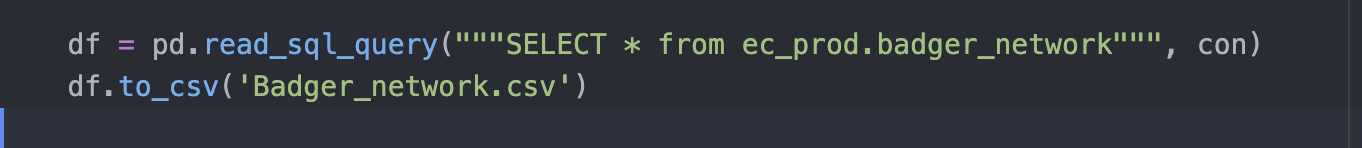 df = pd.read_sql_query("""SELECT * from ec_prod.badger_network""", con)
df.to_csv('Badger_network.csv')